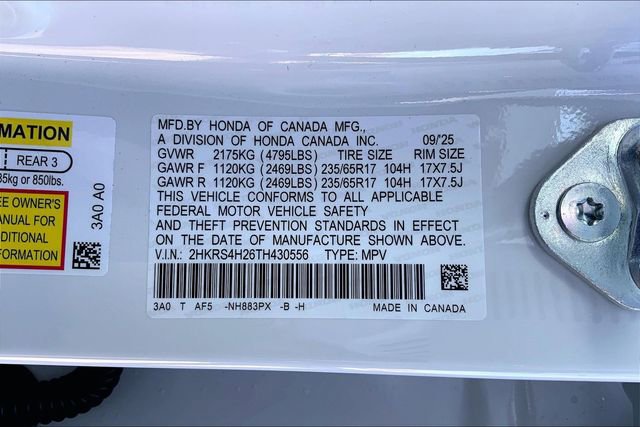 MATION
REAR 3
85kg or 850lbs.
EE OWNER'S
MANUAL FOR
DDITIONAL
FORMATION
3A0 A0
MFD.BY HONDA OF CANADA MFG.,
A DIVISION OF HONDA CANADA INC. 09/'25
GVWR 2175KG (4795LBS) TIRE SIZE RIM SIZE
GAWR F 1120KG (2469LBS) 235/65R17 104H 17X7.5J
GAWR R 1120KG (2469LBS) 235/65R17 104H 17X7.5J
THIS VEHICLE CONFORMS TO ALL APPLICABLE
FEDERAL MOTOR VEHICLE SAFETY
AND THEFT PREVENTION STANDARDS IN EFFECT
ON THE DATE OF MANUFACTURE SHOWN ABOVE.
V.I.N.: 2HKRS4H26TH430556 TYPE: MPV
3A0 T AF5 -NH883PX -B -H MADE IN CANADA